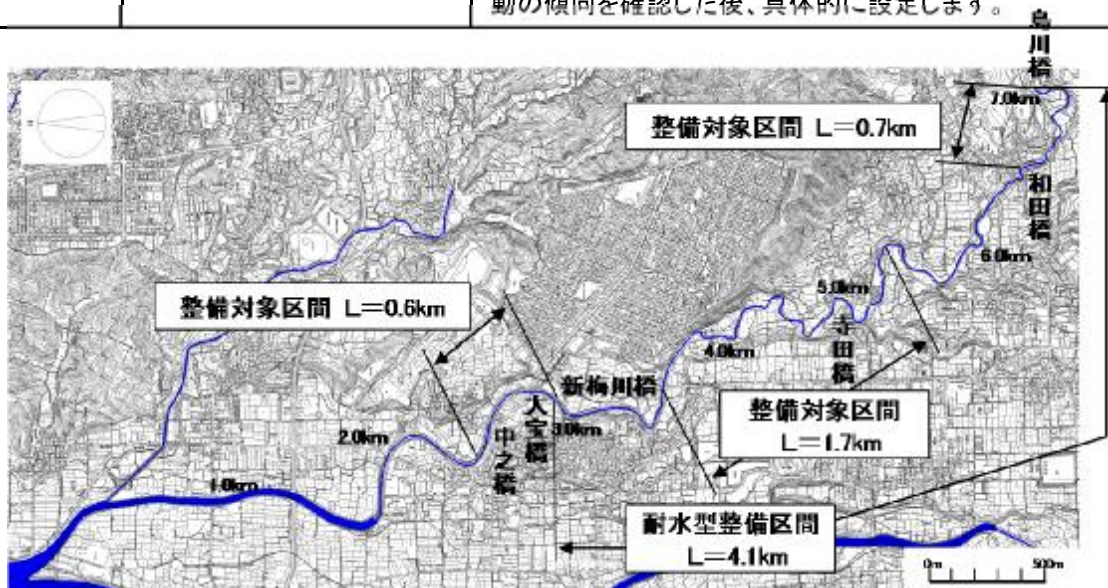 動の傾向を確認した後、具体的に設定します。
島川橋
7.0km
整備対象区間 L=0.7km
和田橋
6.0km
5.0km
整備対象区間 L=0.6km
寺田橋
4.0km
新梅川橋
整備対象区間
L=1.7km
大宝橋
3.0km
2.0km
中之橋
1.0km
耐水型整備区間
L=4.1km
0m
500m